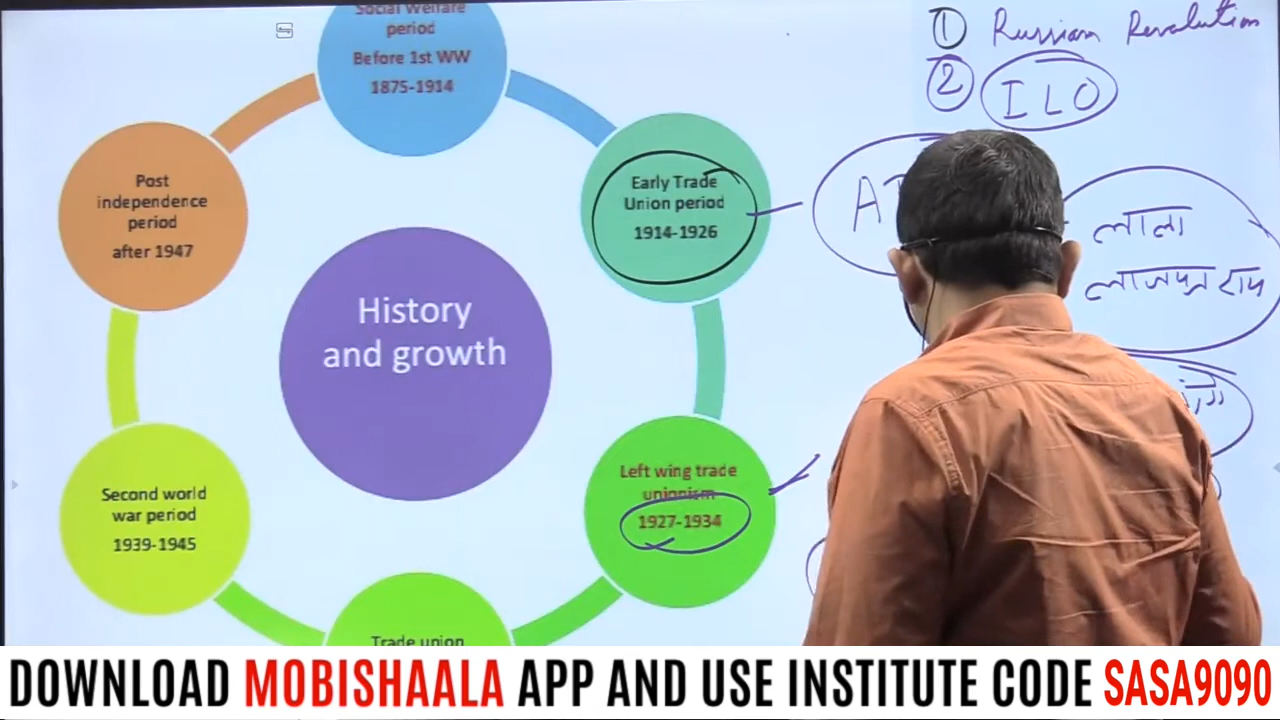 Social Welfare
period
Before 1st WW
1875-1914
Early Trade
Union period
1914-1926
Left wing trade
unionism
1927-1934
Trade union
Second world
war period
1939-1945
Post
independence
period
after 1947
History
and growth
① Russian Revolution
② ILO
लाला
DOWNLOAD MOBISHAALA APP AND USE INSTITUTE CODE SASA9090